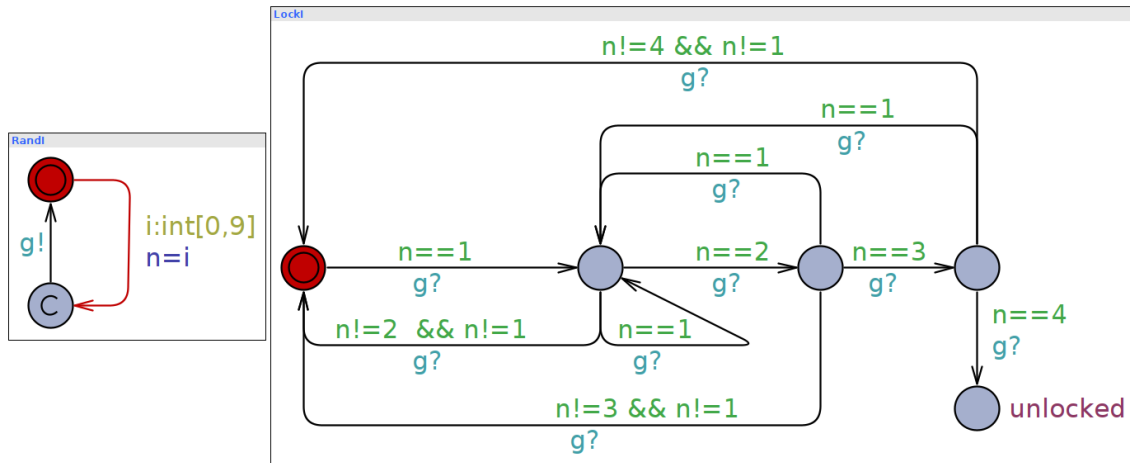 LockI
n!=4 && n!=1
g?
n==1
g?
n==1
g?
RandI
g!
i:int[0,9]
n=i
C
n==1
g?
n==2
g?
n==3
g?
n!=2 && n!=1
g?
n==1
g?
n==4
g?
n!=3 && n!=1
g?
unlocked